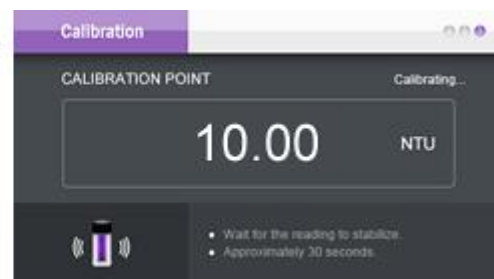 Calibration
CALIBRATION POINT
Calibrating...
10.00
NTU
Wait for the reading to stabilize.
Approximately 30 seconds.